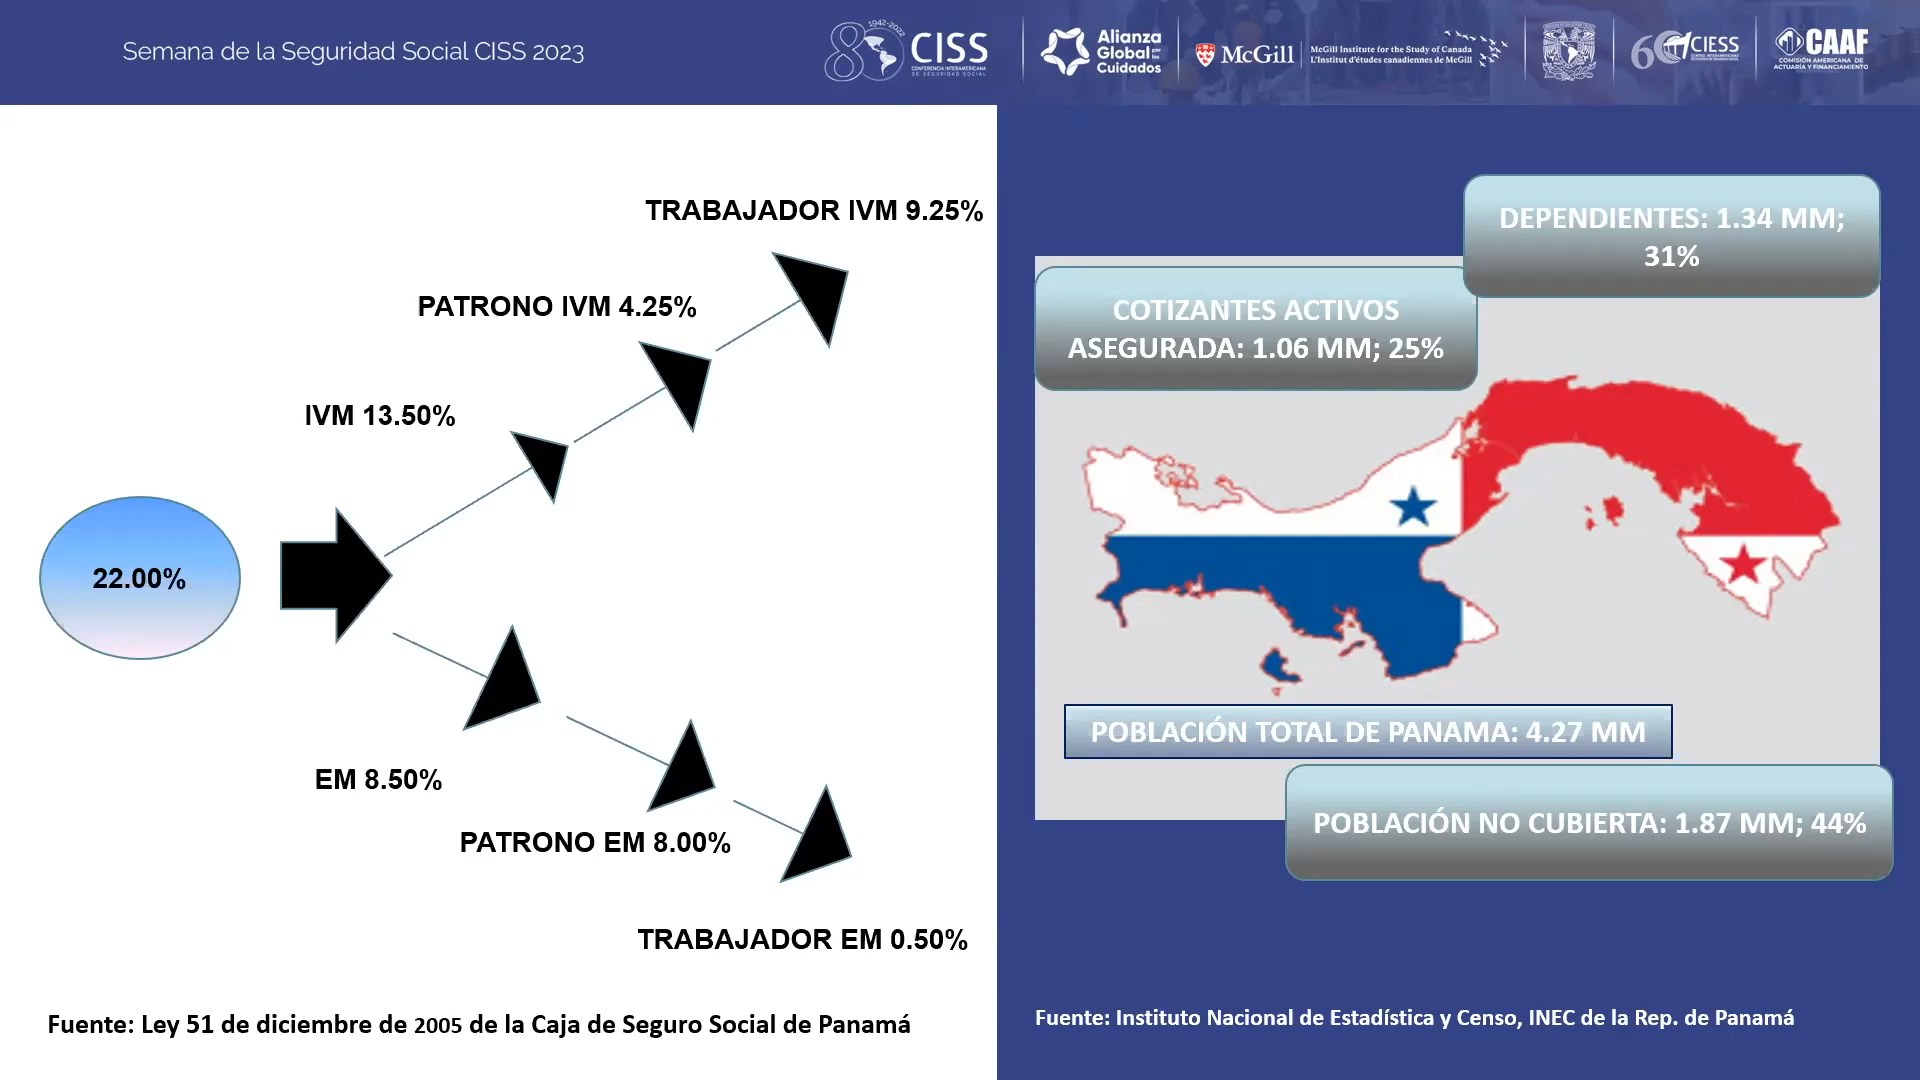 Semana de la Seguridad Social CISS 2023
1942-2022
80
CISS
CONFERENCIA INTERAMERICANA
DE SEGURIDAD SOCIAL
Alianza
Global por
los
Cuidados
McGill
McGill Institute for the Study of Canada
L'Institut d'études canadiennes de McGill
60 CIESS
CAAF
COMISIÓN AMERICANA DE
ACTUARÍA Y FINANCIAMIENTO
TRABAJADOR IVM 9.25%
PATRONO IVM 4.25%
IVM 13.50%
22.00%
EM 8.50%
PATRONO EM 8.00%
TRABAJADOR EM 0.50%
Fuente: Ley 51 de diciembre de 2005 de la Caja de Seguro Social de Panamá
DEPENDIENTES: 1.34 MM;
31%
COTIZANTES ACTIVOS
ASEGURADA: 1.06 MM; 25%
POBLACIÓN TOTAL DE PANAMA: 4.27 MM
POBLACIÓN NO CUBIERTA: 1.87 MM; 44%
Fuente: Instituto Nacional de Estadística y Censo, INEC de la Rep. de Panamá